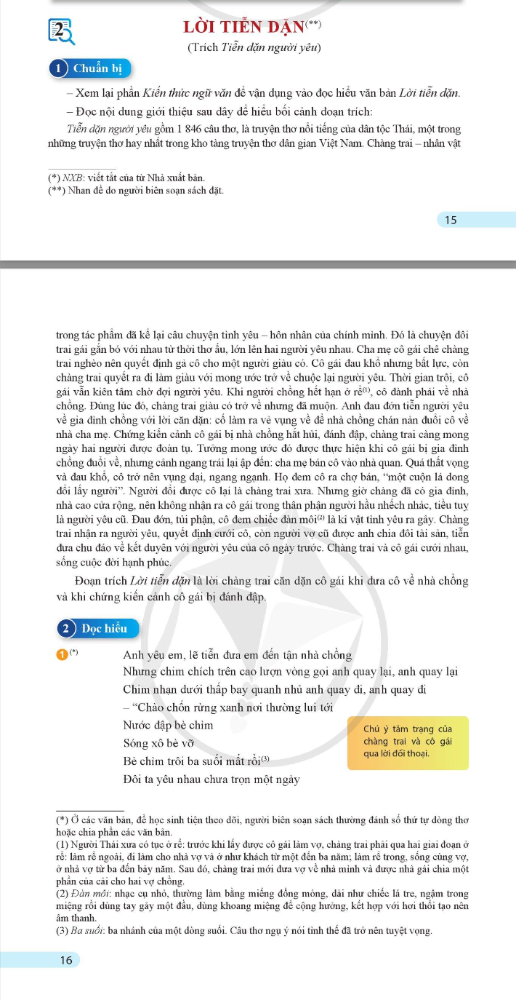 2
LỜI TIỄN DẶN(**)
(Trích Tiễn dặn người yêu)
1 Chuẩn bị
– Xem lại phần Kiến thức ngữ văn để vận dụng vào đọc hiểu văn bản Lời tiễn dặn.
– Đọc nội dung giới thiệu sau đây để hiểu bối cảnh đoạn trích:
Tiễn dặn người yêu gồm 1 846 câu thơ, là truyện thơ nổi tiếng của dân tộc Thái, một trong
những truyện thơ hay nhất trong kho tàng truyện thơ dân gian Việt Nam. Chàng trai – nhân vật
(*) NXB: viết tắt của từ Nhà xuất bản.
(**) Nhan đề do người biên soạn sách đặt.
15
trong tác phẩm đã kể lại câu chuyện tình yêu – hôn nhân của chính mình. Đó là chuyện đôi
trai gái gắn bó với nhau từ thời thơ ấu, lớn lên hai người yêu nhau. Cha mẹ cô gái chê chàng
trai nghèo nên quyết định gả cô cho một người giàu có. Cô gái đau khổ nhưng bất lực, còn
chàng trai quyết ra đi làm giàu với mong ước trở về chuộc lại người yêu. Thời gian trôi, cô
gái vẫn kiên tâm chờ đợi người yêu. Khi người chồng hết hạn ở rể(1), cô đành phải về nhà
chồng. Đúng lúc đó, chàng trai giàu có trở về nhưng đã muộn. Anh đau đớn tiễn người yêu
về gia đình chồng với lời căn dặn: cố làm ra vẻ vụng về để nhà chồng chán nản đuổi cô về
nhà cha mẹ. Chứng kiến cảnh cô gái bị nhà chồng hắt hủi, đánh đập, chàng trai càng mong
ngày hai người được đoàn tụ. Tưởng mong ước đó được thực hiện khi cô gái bị gia đình
chồng đuổi về, nhưng cảnh ngang trái lại ập đến: cha mẹ bán cô vào nhà quan. Quá thất vọng
và đau khổ, cô trở nên vụng dại, ngang ngạnh. Họ đem cô ra chợ bán, “một cuộn lá dong
đổi lấy người”. Người đổi được cô lại là chàng trai xưa. Nhưng giờ chàng đã có gia đình,
nhà cao cửa rộng, nên không nhận ra cô gái trong thân phận người hầu nhếch nhác, tiều tuỵ
là người yêu cũ. Đau đớn, tủi phận, cô đem chiếc đàn môi(2) là kỉ vật tình yêu ra gảy. Chàng
trai nhận ra người yêu, quyết định cưới cô, còn người vợ cũ được anh chia đôi tài sản, tiễn
đưa chu đáo về kết duyên với người yêu của cô ngày trước. Chàng trai và cô gái cưới nhau,
sống cuộc đời hạnh phúc.
Đoạn trích Lời tiễn dặn là lời chàng trai căn dặn cô gái khi đưa cô về nhà chồng
và khi chứng kiến cảnh cô gái bị đánh đập.
2 Đọc hiểu
1 (*) Anh yêu em, lẽ tiễn đưa em đến tận nhà chồng
Nhưng chim chích trên cao lượn vòng gọi anh quay lại, anh quay lại
Chim nhạn dưới thấp bay quanh nhủ anh quay đi, anh quay đi
– “Chào chốn rừng xanh nơi thường lui tới
Nước đập bè chìm
Sóng xô bè vỡ
Bè chìm trôi ba suối mất rồi(3)
Đôi ta yêu nhau chưa trọn một ngày
Chú ý tâm trạng của
chàng trai và cô gái
qua lời đối thoại.
(*) Ở các văn bản, để học sinh tiện theo dõi, người biên soạn sách thường đánh số thứ tự dòng thơ
hoặc chia phần các văn bản.
(1) Người Thái xưa có tục ở rể: trước khi lấy được cô gái làm vợ, chàng trai phải qua hai giai đoạn ở
rể: làm rể ngoài, đi làm cho nhà vợ và ở như khách từ một đến ba năm; làm rể trong, sống cùng vợ,
ở nhà vợ từ ba đến bảy năm. Sau đó, chàng trai mới đưa vợ về nhà mình và được nhà gái chia một
phần của cải cho hai vợ chồng.
(2) Đàn môi: nhạc cụ nhỏ, thường làm bằng miếng đồng mỏng, dài như chiếc lá tre, ngậm trong
miệng rồi dùng tay gảy một đầu, dùng khoang miệng để cộng hưởng, kết hợp với hơi thổi tạo nên
âm thanh.
(3) Ba suối: ba nhánh của một dòng suối. Câu thơ ngụ ý nói tình thế đã trở nên tuyệt vọng.
16